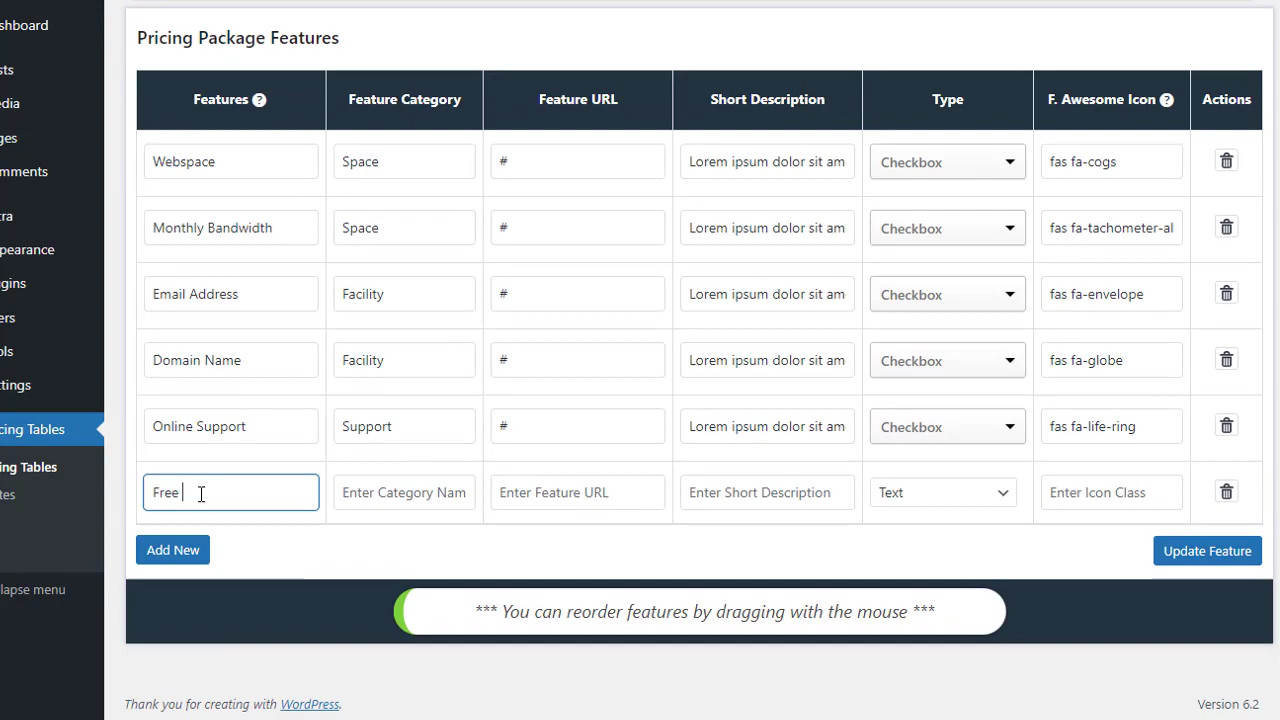 shboard
sts
edia
ges
mments
tra
pearance
gins
ers
ols
ttings
cing Tables
ing Tables
tes
lapse menu
Pricing Package Features
Features ? Feature Category Feature URL Short Description Type F. Awesome Icon ? Actions
Webspace Space # Lorem ipsum dolor sit am Checkbox fas fa-cogs
Monthly Bandwidth Space # Lorem ipsum dolor sit am Checkbox fas fa-tachometer-al
Email Address Facility # Lorem ipsum dolor sit am Checkbox fas fa-envelope
Domain Name Facility # Lorem ipsum dolor sit am Checkbox fas fa-globe
Online Support Support # Lorem ipsum dolor sit am Checkbox fas fa-life-ring
Free Enter Category Nam Enter Feature URL Enter Short Description Text Enter Icon Class
Add New Update Feature
*** You can reorder features by dragging with the mouse ***
Thank you for creating with WordPress. Version 6.2